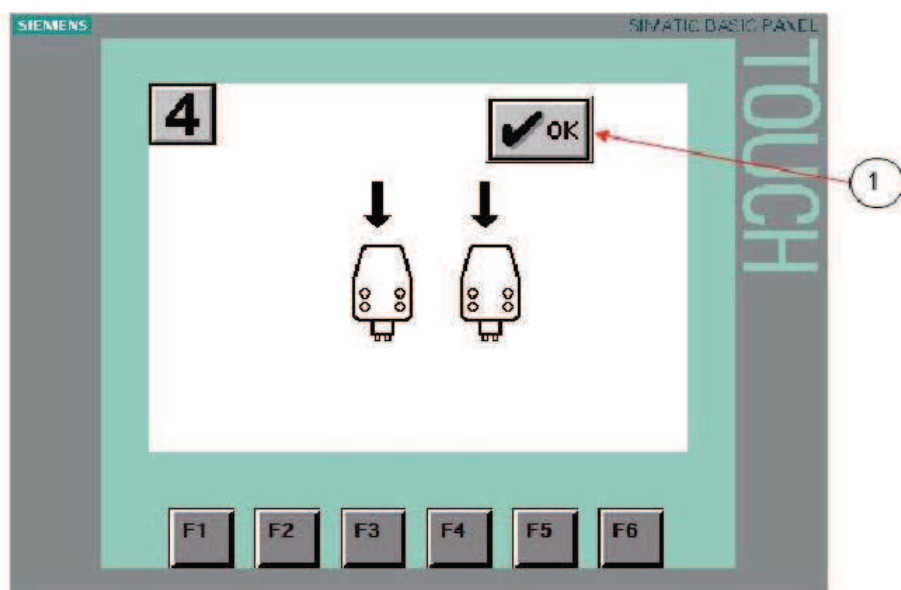 SIEMENS
SIMATIC BASIC PANEL
TOUCH
4
OK
1
F1 F2 F3 F4 F5 F6